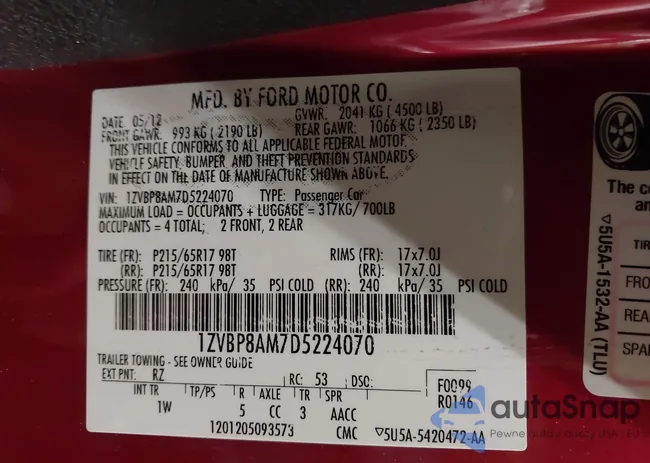 MFD. BY FORD MOTOR CO.
DATE 05/12 GVWR: 2041 KG ( 4500 LB)
FRONT GAWR: 993 KG ( 2190 LB) REAR GAWR: 1066 KG ( 2350 LB)
THIS VEHICLE CONFORMS TO ALL APPLICABLE FEDERAL MOTOR
VEHICLE SAFETY, BUMPER, AND THEFT PREVENTION STANDARDS
IN EFFECT ON THE DATE OF MANUFACTURE SHOWN ABOVE.
VIN: 1ZVBP8AM7D5224070 TYPE: Passenger Car
MAXIMUM LOAD = OCCUPANTS + LUGGAGE = 317KG/700LB
OCCUPANTS = 4 TOTAL; 2 FRONT, 2 REAR
TIRE (FR): P215/65R17 98T RIMS (FR): 17x7.0J
(RR): P215/65R17 98T (RR): 17x7.0J
PRESSURE (FR): 240 kPa/ 35 PSI COLD (RR): 240 kPa/ 35 PSI COLD
1ZVBP8AM7D5224070
TRAILER TOWING - SEE OWNER GUIDE
EXT PNT: RZ RC: 53 DSO: F0099
INT TR TP/PS R AXLE TR SPR R0146
1W 5 CC 3 AACC
1201205093573 CMC ▽5U5A-5420472-AA
The co
an
▽5U5A-1532-AA (TLU)
TIR
FRO
REA
SPA
autoSnap